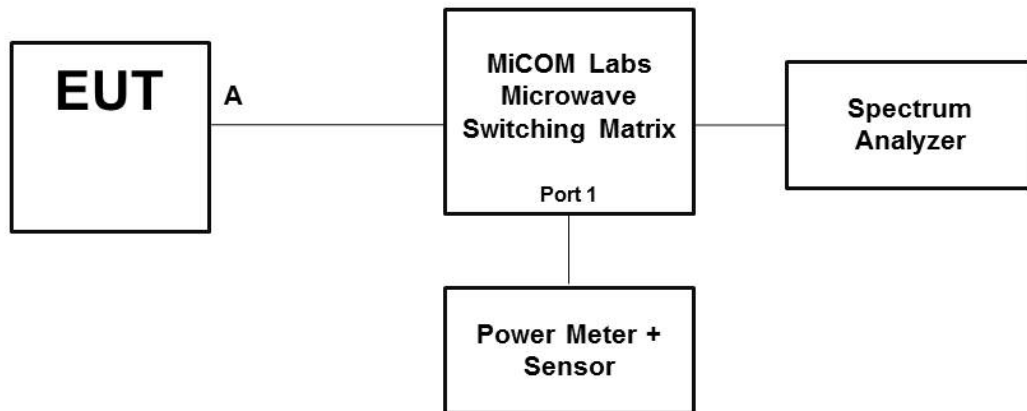 EUT
A
MiCOM Labs
Microwave
Switching Matrix
Port 1
Spectrum
Analyzer
Power Meter +
Sensor